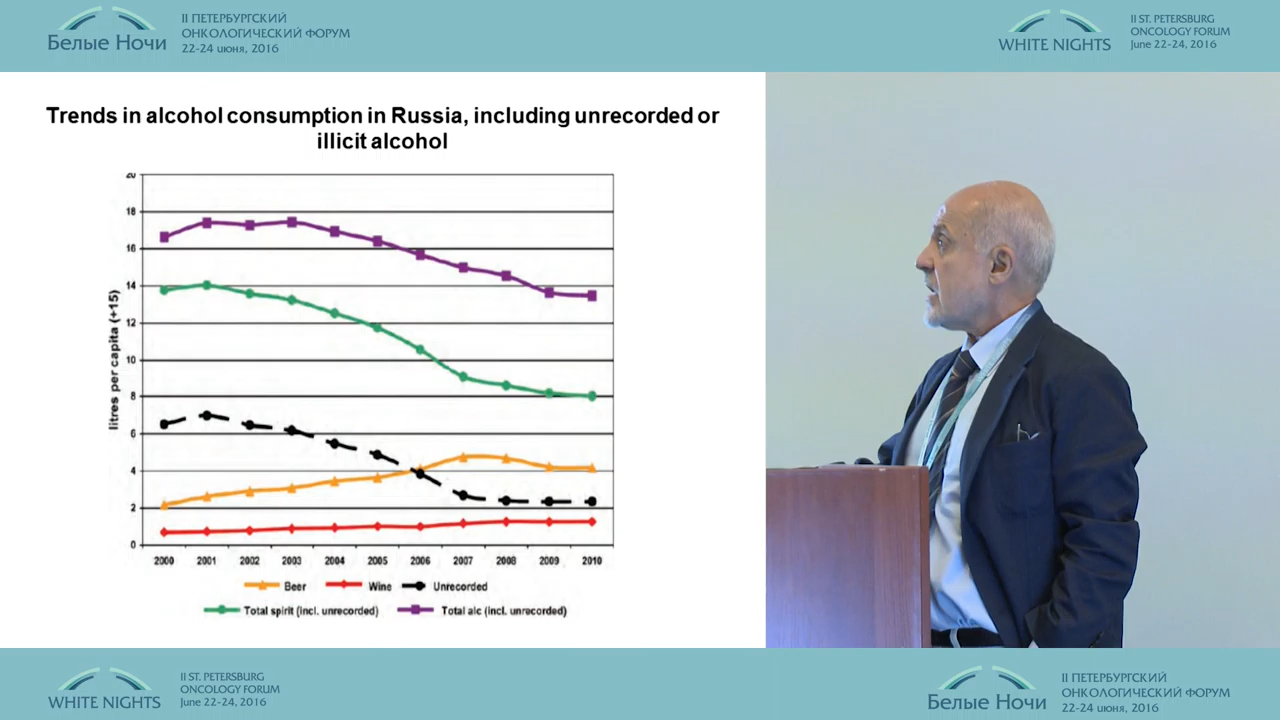 Белые Ночи
II ПЕТЕРБУРГСКИЙ
ОНКОЛОГИЧЕСКИЙ ФОРУМ
22-24 июня, 2016
WHITE NIGHTS
II ST. PETERSBURG
ONCOLOGY FORUM
June 22-24, 2016
Trends in alcohol consumption in Russia, including unrecorded or
illicit alcohol
litres per capita (+15)
20
18
16
14
12
10
8
6
4
2
0
2000 2001 2002 2003 2004 2005 2006 2007 2008 2009 2010
Beer Wine Unrecorded
Total spirit (incl. unrecorded) Total alc (incl. unrecorded)
WHITE NIGHTS
II ST. PETERSBURG
ONCOLOGY FORUM
June 22-24, 2016
Белые Ночи
II ПЕТЕРБУРГСКИЙ
ОНКОЛОГИЧЕСКИЙ ФОРУМ
22-24 июня, 2016